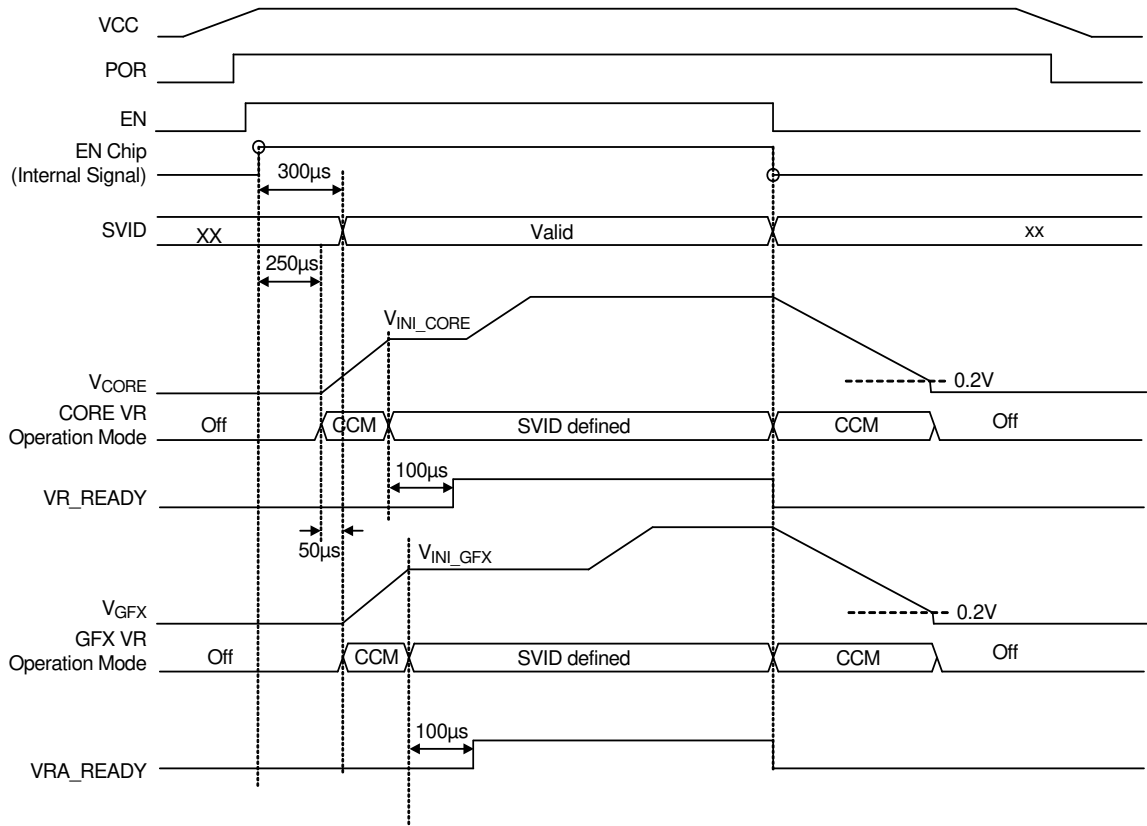 VCC
POR
EN
EN Chip
(Internal Signal)
300µs
SVID
XX
Valid
xx
250µs
VINI_CORE
VCORE
0.2V
CORE VR
Operation Mode
Off
CCM
SVID defined
CCM
Off
100µs
VR_READY
50µs
VINI_GFX
VGFX
0.2V
GFX VR
Operation Mode
Off
CCM
SVID defined
CCM
Off
100µs
VRA_READY